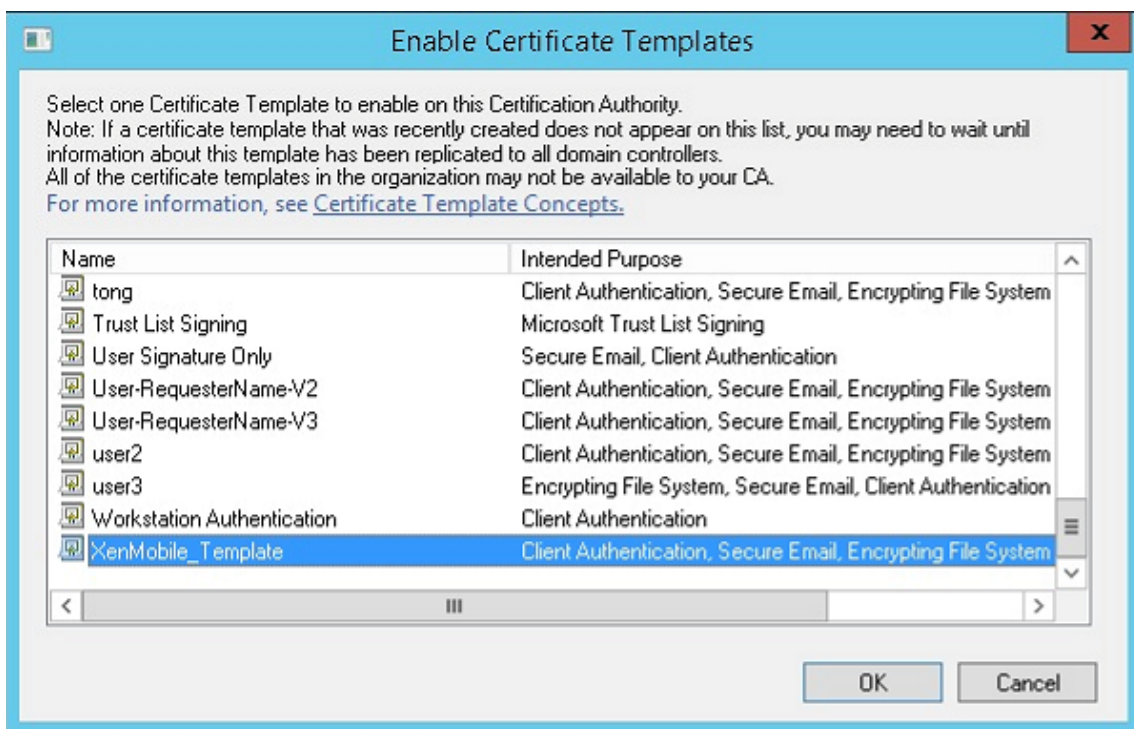 Enable Certificate Templates
Select one Certificate Template to enable on this Certification Authority.
Note: If a certificate template that was recently created does not appear on this list, you may need to wait until
information about this template has been replicated to all domain controllers.
All of the certificate templates in the organization may not be available to your CA.
For more information, see Certificate Template Concepts.
Name Intended Purpose
tong Client Authentication, Secure Email, Encrypting File System
Trust List Signing Microsoft Trust List Signing
User Signature Only Secure Email, Client Authentication
User-RequesterName-V2 Client Authentication, Secure Email, Encrypting File System
User-RequesterName-V3 Client Authentication, Secure Email, Encrypting File System
user2 Client Authentication, Secure Email, Encrypting File System
user3 Encrypting File System, Secure Email, Client Authentication
Workstation Authentication Client Authentication
XenMobile_Template Client Authentication, Secure Email, Encrypting File System
OK Cancel